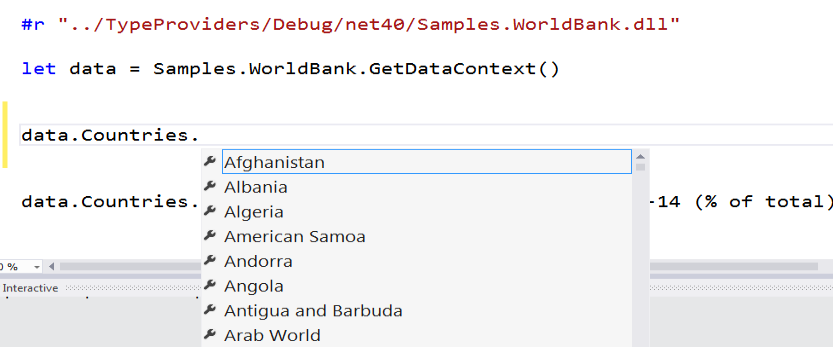 #r "../TypeProviders/Debug/net40/Samples.WorldBank.dll"
let data = Samples.WorldBank.GetDataContext()
data.Countries.
Afghanistan
Albania
Algeria
American Samoa
Andorra
Angola
Antigua and Barbuda
Arab World
data.Countries. -14 (% of total)
0 %
Interactive